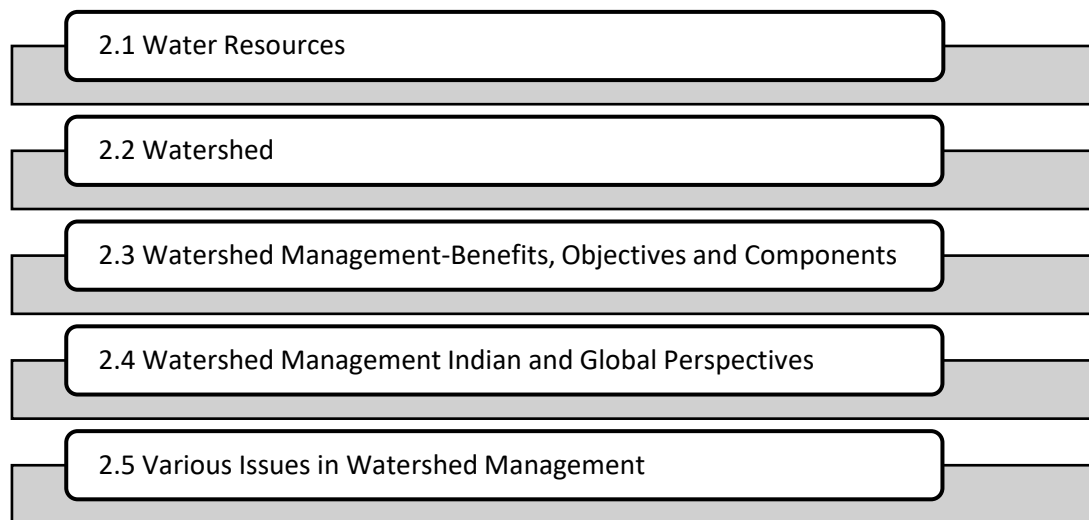 2.1 Water Resources
2.2 Watershed
2.3 Watershed Management-Benefits, Objectives and Components
2.4 Watershed Management Indian and Global Perspectives
2.5 Various Issues in Watershed Management